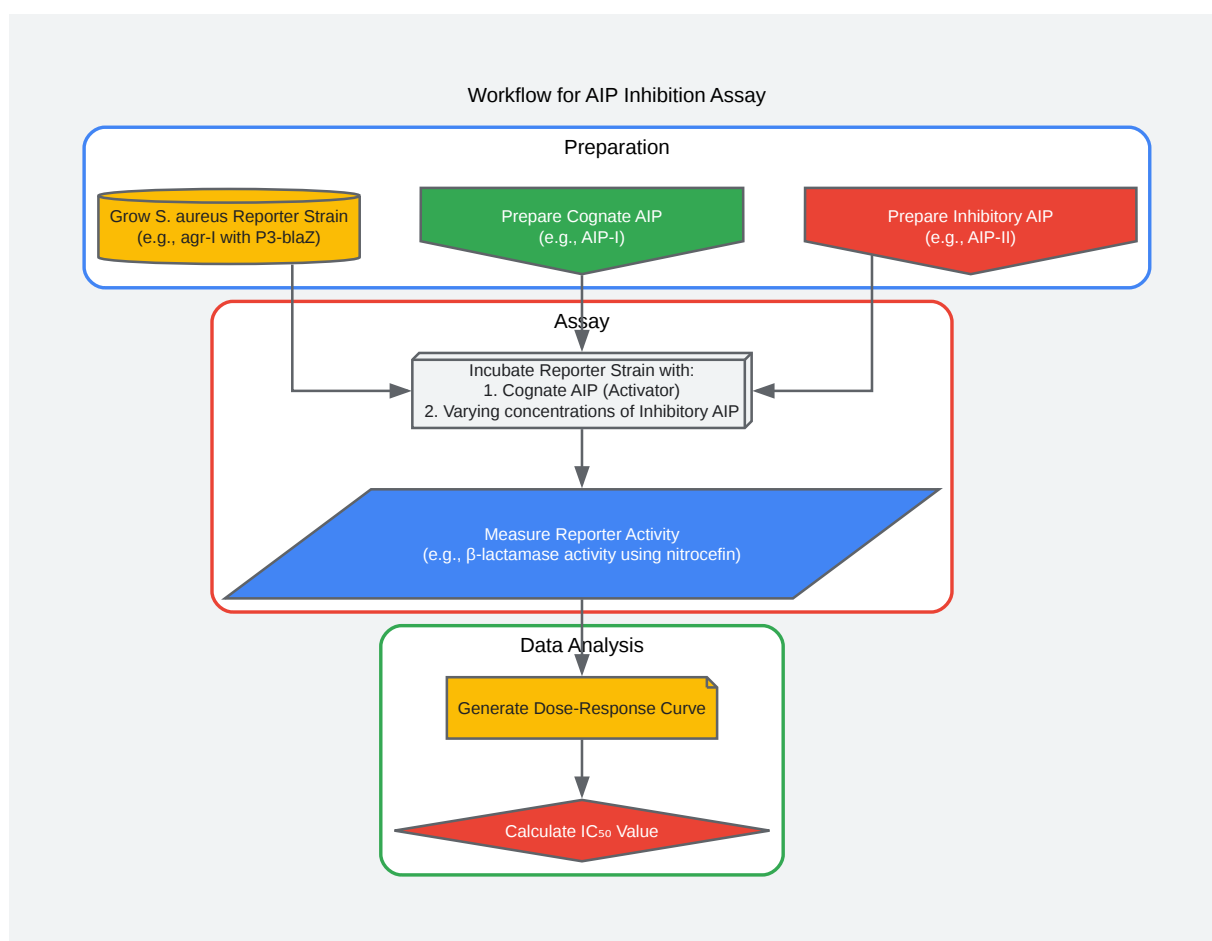 Workflow for AIP Inhibition Assay
Preparation
Grow S. aureus Reporter Strain
(e.g., agr-I with P3-blaZ)
Prepare Cognate AIP
(e.g., AIP-I)
Prepare Inhibitory AIP
(e.g., AIP-II)
Assay
Incubate Reporter Strain with:
1. Cognate AIP (Activator)
2. Varying concentrations of Inhibitory AIP
Measure Reporter Activity
(e.g., β-lactamase activity using nitrocefin)
Data Analysis
Generate Dose-Response Curve
Calculate IC₅₀ Value